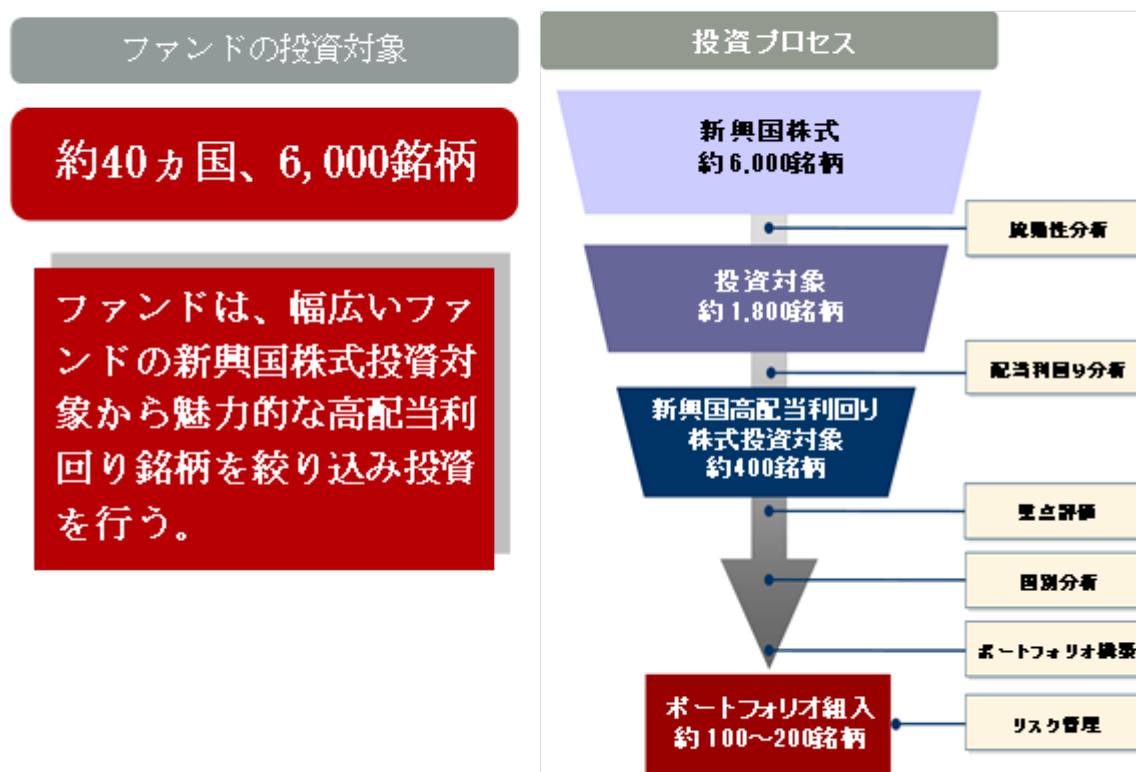 ファンドの投資対象
約40ヵ国、6,000銘柄
ファンドは、幅広いファ
ンドの新興国株式投資対
象から魅力的な高配当利
回り銘柄を絞り込み投資
を行う。
投資プロセス
新興国株式
約6,000銘柄
流動性分析
投資対象
約1,800銘柄
配当利回り分析
新興国高配当利回り
株式投資対象
約400銘柄
重点評価
国別分析
ポートフォリオ構築
ポートフォリオ組入
約100～200銘柄
リスク管理